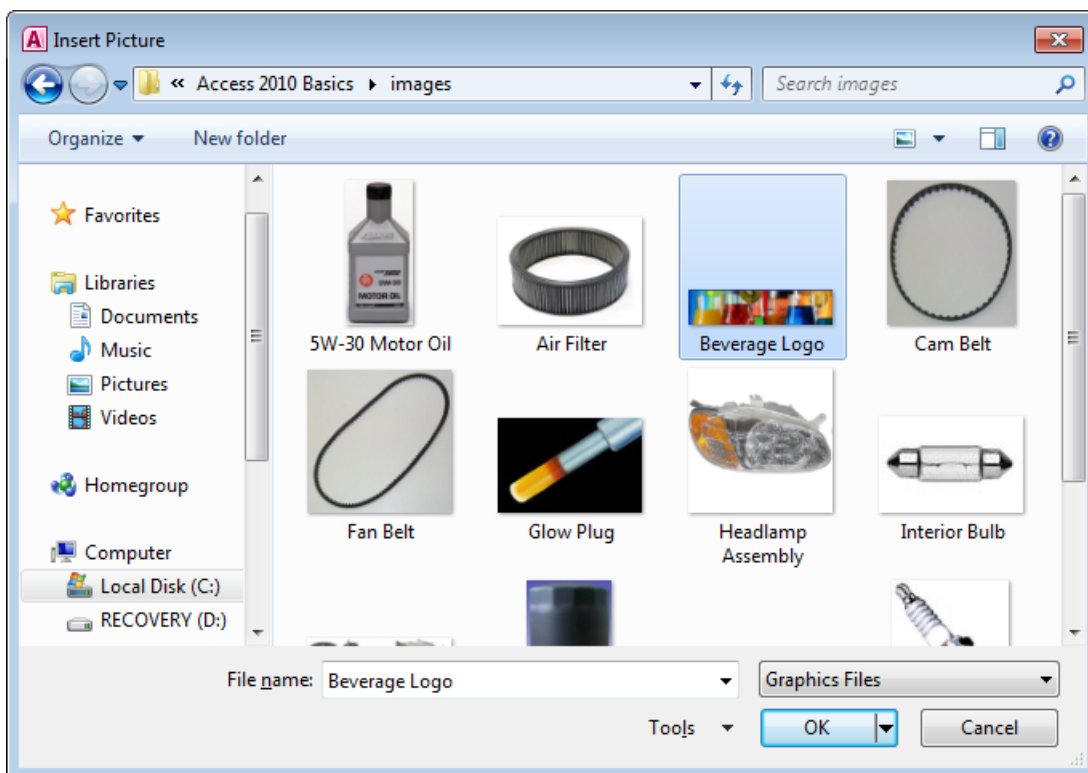 A Insert Picture
« Access 2010 Basics images
Search images
Organize
New folder
Favorites
Libraries
Documents
Music
Pictures
Videos
Homegroup
Computer
Local Disk (C:)
RECOVERY (D:)
5W-30
MOTOR OIL
5W-30 Motor Oil
Air Filter
Beverage Logo
Cam Belt
Fan Belt
Glow Plug
Headlamp
Assembly
Interior Bulb
File name: Beverage Logo
Graphics Files
Tools
OK
Cancel